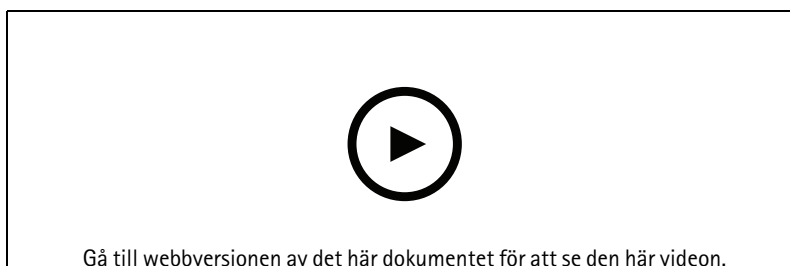 Gå till webbversionen av det här dokumentet för att se den här videon.